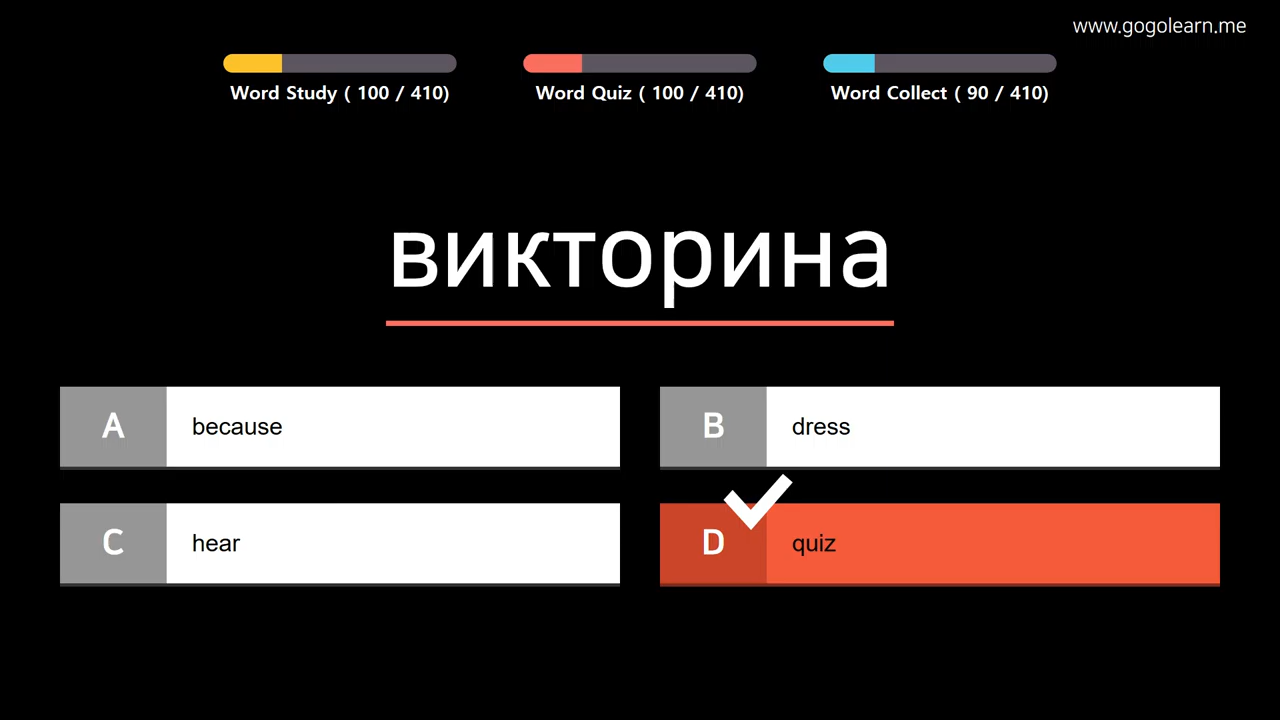 www.gogolearn.me
Word Study ( 100 / 410)
Word Quiz ( 100 / 410)
Word Collect ( 90 / 410)
викторина
A
because
B
dress
C
hear
D
quiz